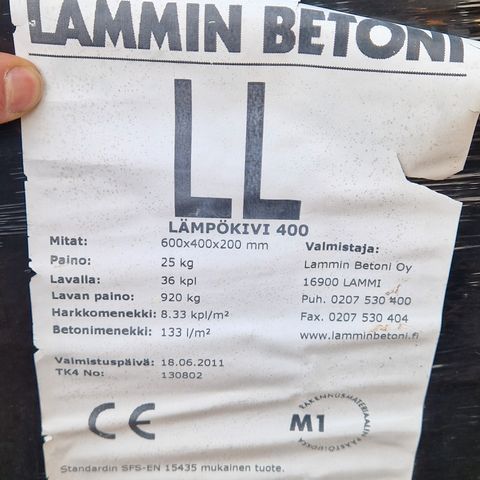 LAMMIN BETONI
LL
LÄMPÖKIVI 400
Mitat: 600x400x200 mm
Paino: 25 kg
Lavalla: 36 kpl
Lavan paino: 920 kg
Harkkomenekki: 8.33 kpl/m²
Betonimenekki: 133 l/m²
Valmistuspäivä: 18.06.2011
TK4 No: 130802
Valmistaja:
Lammin Betoni Oy
16900 LAMMI
Puh. 0207 530 400
Fax. 0207 530 404
www.lamminbetoni.fi
CE
M1
RAKENNUSMATERIAALIN PÄÄSTÖLUOKKA
Standardin SFS-EN 15435 mukainen tuote.